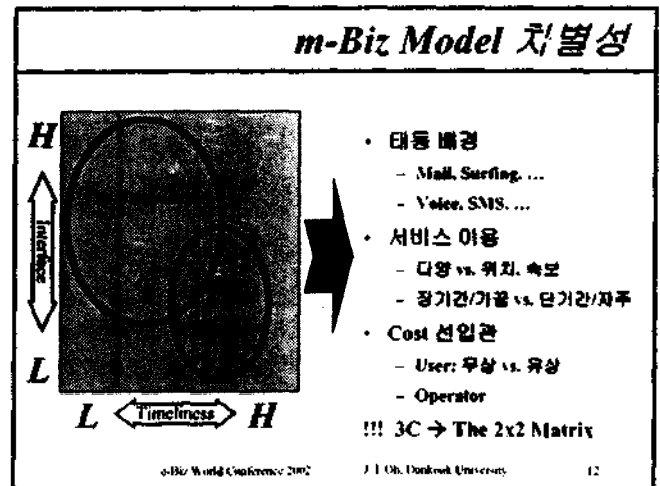 m-Biz Model 차별성
H
Interface
L
L Timeliness H
• 태동 배경
– Mail, Surfing, …
– Voice, SMS, …
• 서비스 이용
– 다양 vs. 위치, 속보
– 장기간/가끔 vs. 단기간/자주
• Cost 선입관
– User: 무상 vs. 유상
– Operator
!!! 3C → The 2x2 Matrix
e-Biz World Conference 2002
Oh, Dankook University
12